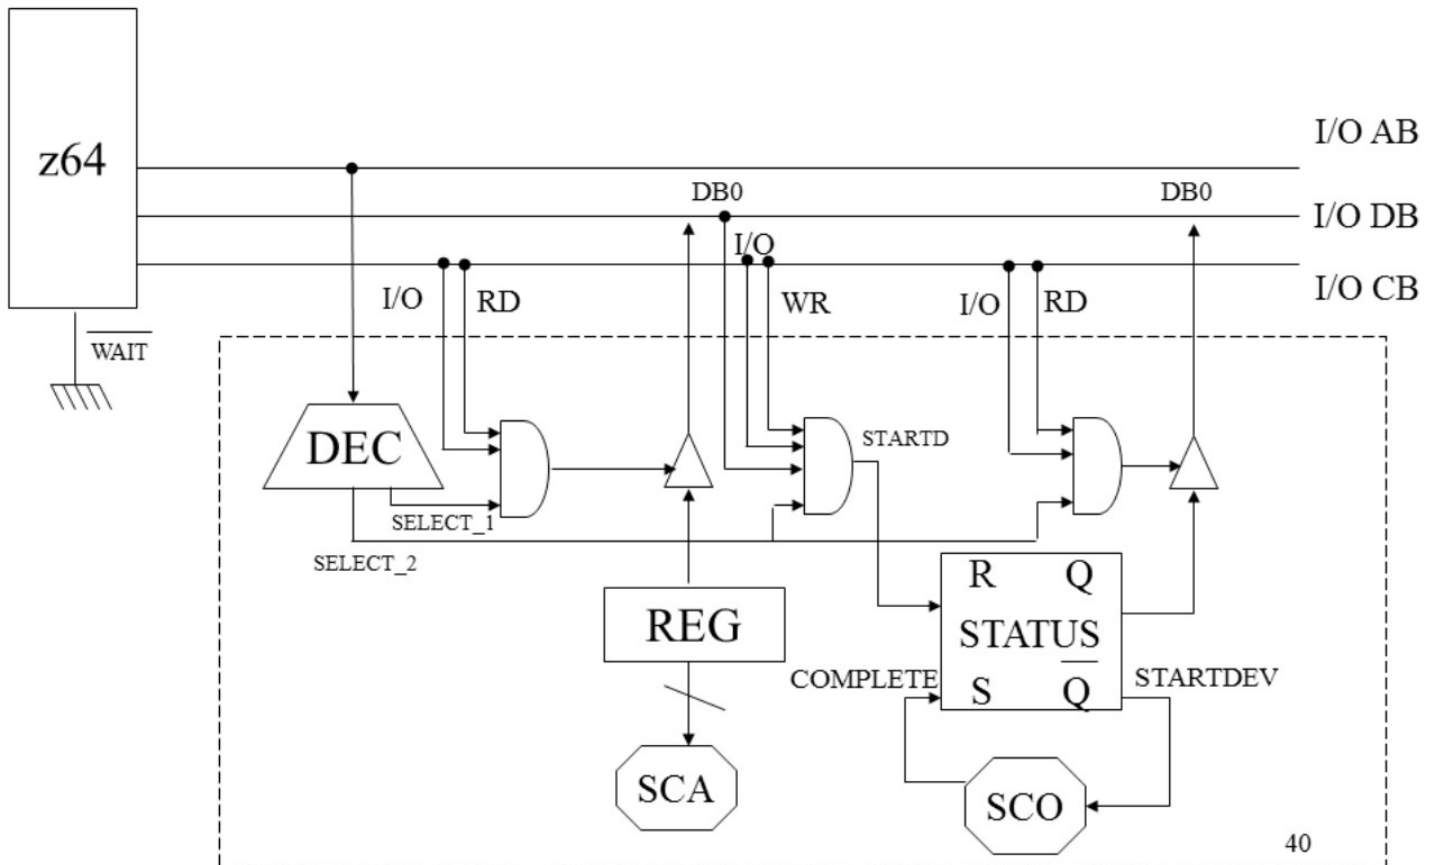 z64
I/O AB
DB0
DB0
I/O DB
I/O
I/O
RD
WR
I/O
RD
I/O CB
WAIT
DEC
STARTD
SELECT_1
SELECT_2
R
Q
REG
STATUS
COMPLETE
S
Q
STARTDEV
SCA
SCO
40